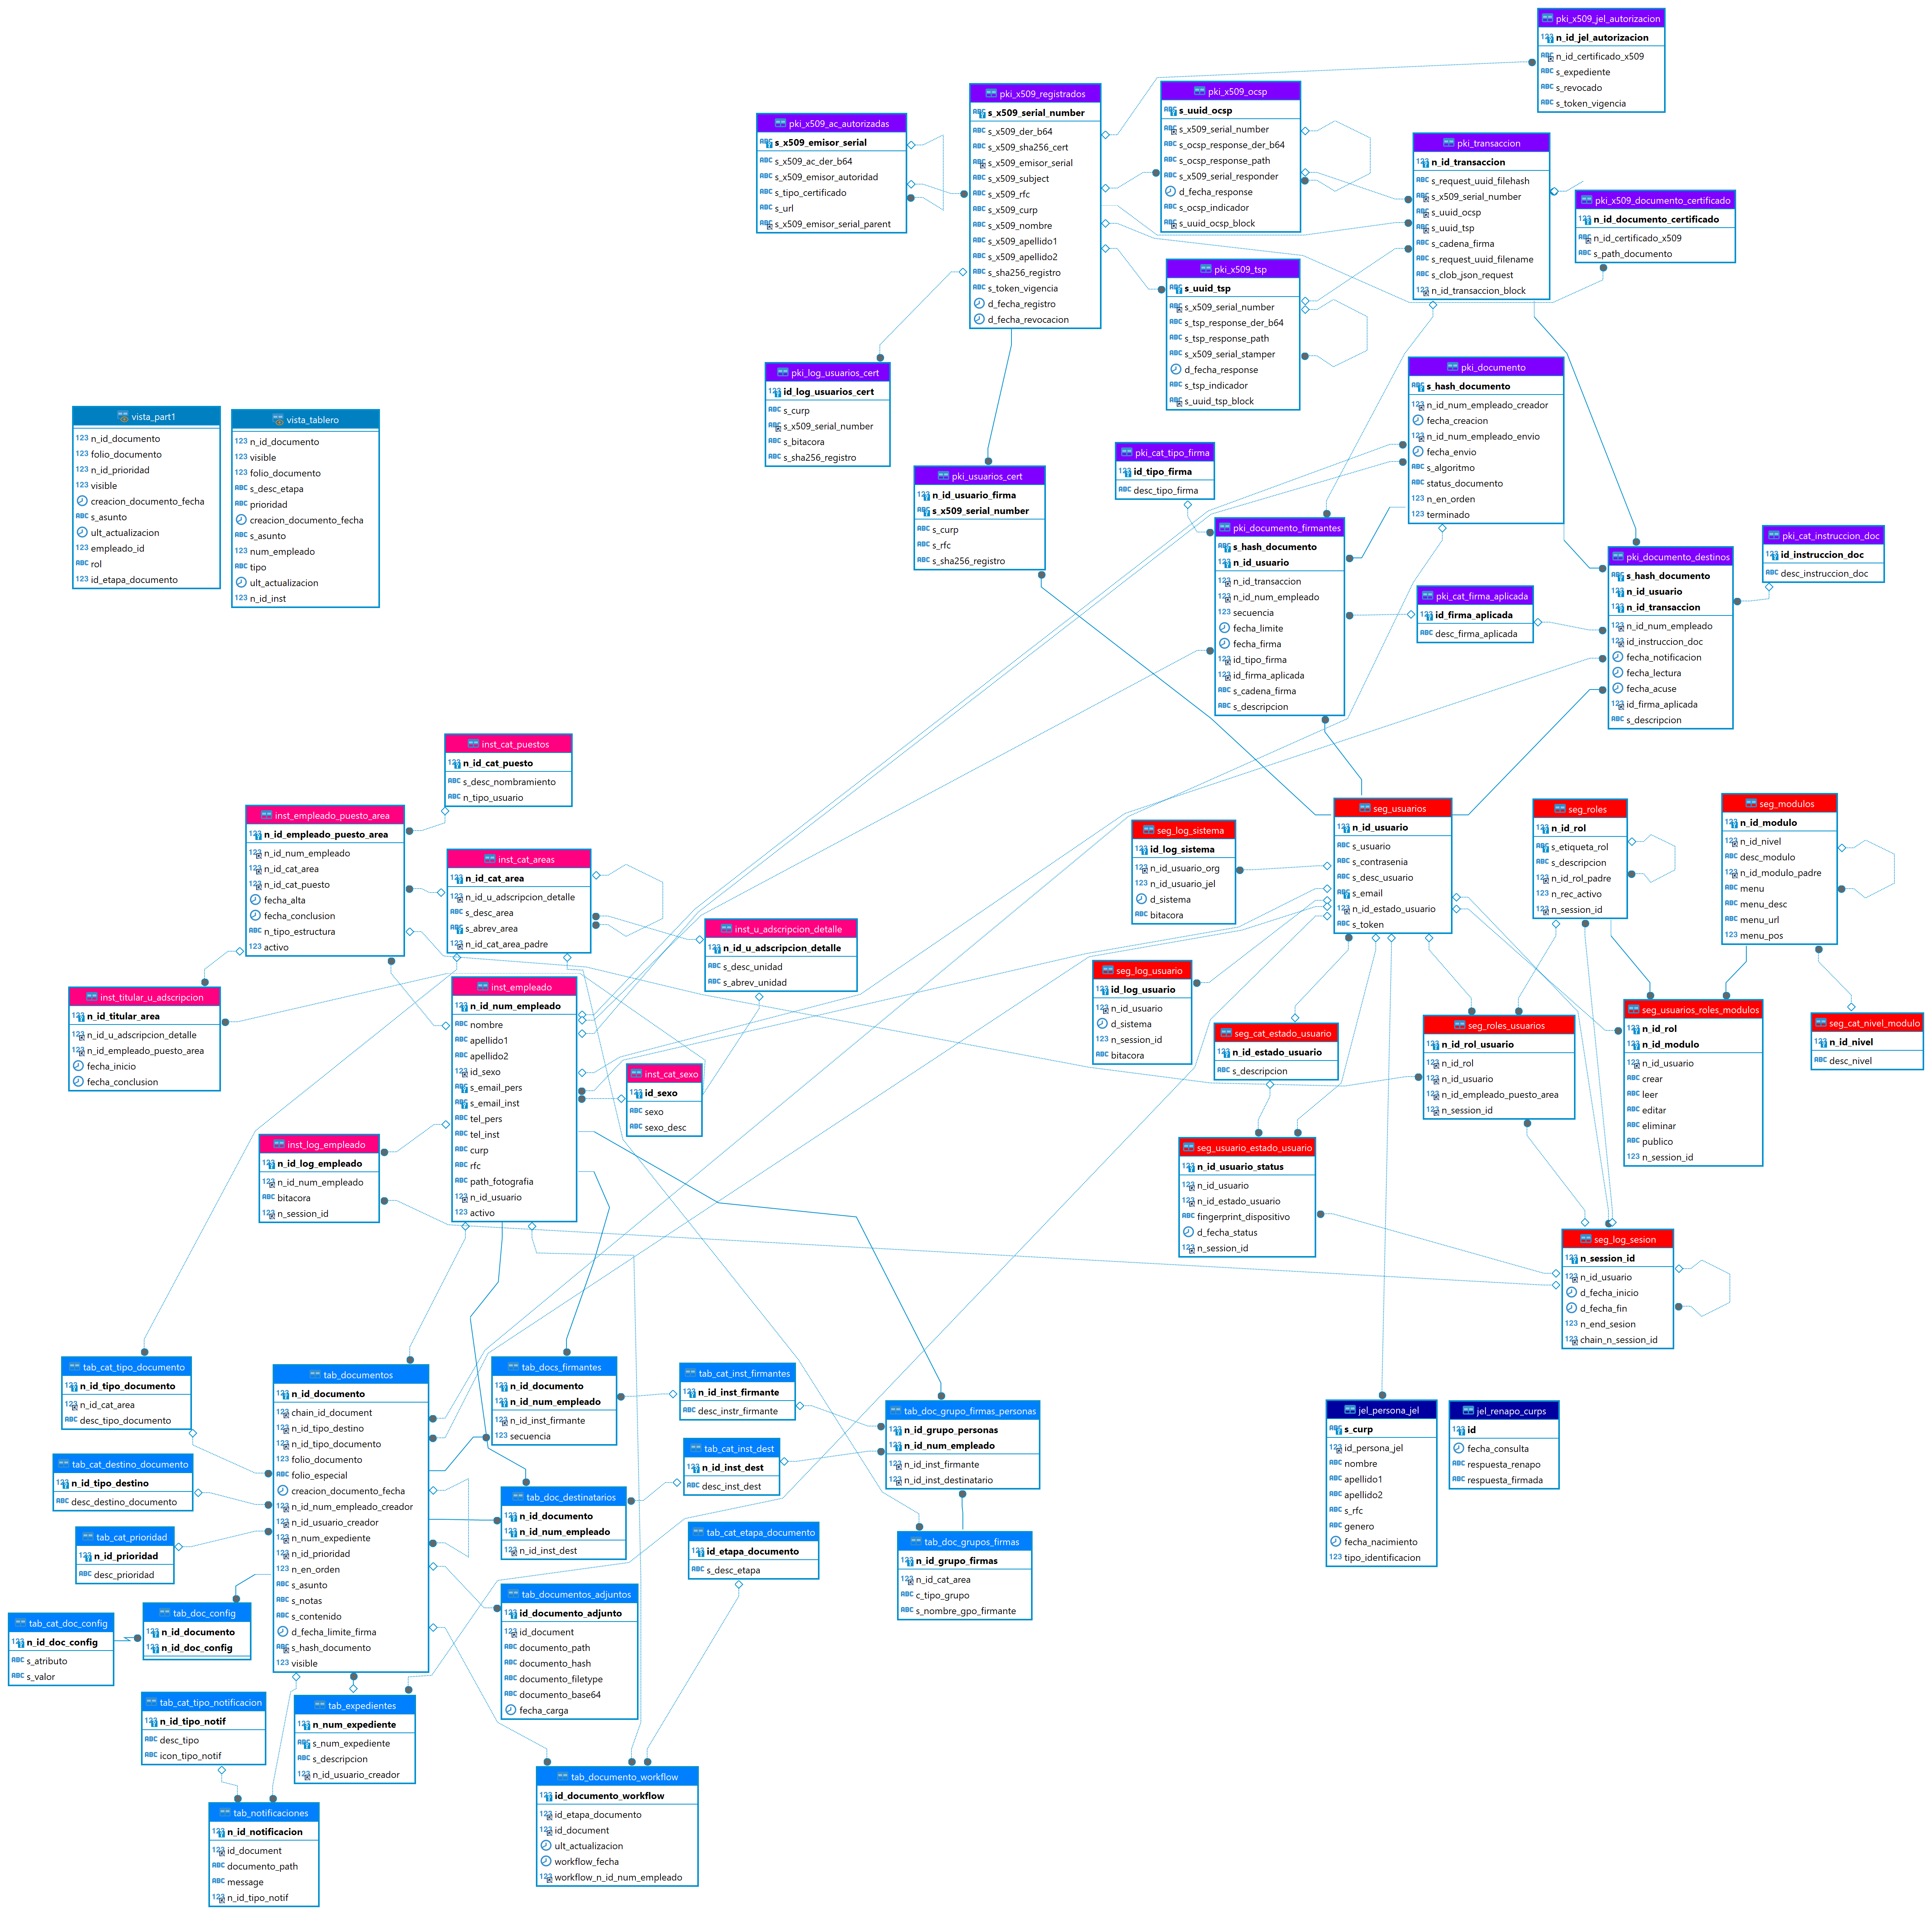 pki_x509_jel_autorizacion
n_id_jel_autorizacion
n_id_certificado_x509
s_expediente
s_revocado
s_token_vigencia
pki_x509_registrados
s_x509_serial_number
s_x509_der_b64
s_x509_sha256_cert
s_x509_emisor_serial
s_x509_subject
s_x509_rfc
s_x509_curp
s_x509_nombre
s_x509_apellido1
s_x509_apellido2
s_sha256_registro
s_token_vigencia
d_fecha_registro
d_fecha_revocacion
pki_x509_ocsp
s_uuid_ocsp
s_x509_serial_number
s_ocsp_response_der_b64
s_ocsp_response_path
s_x509_serial_responder
d_fecha_response
s_ocsp_indicador
s_uuid_ocsp_block
pki_x509_ac_autorizadas
s_x509_emisor_serial
s_x509_ac_der_b64
s_x509_emisor_autoridad
s_tipo_certificado
s_url
s_x509_emisor_serial_parent
pki_transaccion
n_id_transaccion
s_request_uuid_filehash
s_x509_serial_number
s_uuid_ocsp
s_uuid_tsp
s_cadena_firma
s_request_uuid_filename
s_clob_json_request
n_id_transaccion_block
pki_x509_documento_certificado
n_id_documento_certificado
n_id_certificado_x509
s_path_documento
pki_x509_tsp
s_uuid_tsp
s_x509_serial_number
s_tsp_response_der_b64
s_tsp_response_path
s_x509_serial_stamper
d_fecha_response
s_tsp_indicador
s_uuid_tsp_block
pki_log_usuarios_cert
id_log_usuarios_cert
s_curp
s_x509_serial_number
s_bitacora
s_sha256_registro
pki_documento
s_hash_documento
n_id_num_empleado_creador
fecha_creacion
n_id_num_empleado_envio
fecha_envio
s_algoritmo
status_documento
n_en_orden
terminado
vista_part1
n_id_documento
folio_documento
n_id_prioridad
visible
creacion_documento_fecha
s_asunto
ult_actualizacion
empleado_id
rol
id_etapa_documento
vista_tablero
n_id_documento
visible
folio_documento
s_desc_etapa
prioridad
creacion_documento_fecha
s_asunto
num_empleado
tipo
ult_actualizacion
n_id_inst
pki_cat_tipo_firma
id_tipo_firma
desc_tipo_firma
pki_usuarios_cert
n_id_usuario_firma
s_x509_serial_number
s_curp
s_rfc
s_sha256_registro
pki_documento_firmantes
s_hash_documento
n_id_usuario
n_id_transaccion
n_id_num_empleado
secuencia
fecha_limite
fecha_firma
id_tipo_firma
id_firma_aplicada
s_cadena_firma
s_descripcion
pki_cat_instruccion_doc
id_instruccion_doc
desc_instruccion_doc
pki_documento_destinos
s_hash_documento
n_id_usuario
n_id_transaccion
n_id_num_empleado
id_instruccion_doc
fecha_notificacion
fecha_lectura
fecha_acuse
id_firma_aplicada
s_descripcion
pki_cat_firma_aplicada
id_firma_aplicada
desc_firma_aplicada
inst_cat_puestos
n_id_cat_puesto
s_desc_nombramiento
n_tipo_usuario
inst_empleado_puesto_area
n_id_empleado_puesto_area
n_id_num_empleado
n_id_cat_area
n_id_cat_puesto
fecha_alta
fecha_conclusion
n_tipo_estructura
activo
inst_cat_areas
n_id_cat_area
n_id_u_adscripcion_detalle
s_desc_area
s_abrev_area
n_id_cat_area_padre
inst_u_adscripcion_detalle
n_id_u_adscripcion_detalle
s_desc_unidad
s_abrev_unidad
seg_usuarios
n_id_usuario
s_usuario
s_contrasenia
s_desc_usuario
s_email
n_id_estado_usuario
s_token
seg_roles
n_id_rol
s_etiqueta_rol
s_descripcion
n_id_rol_padre
n_rec_activo
n_session_id
seg_modulos
n_id_modulo
n_id_nivel
desc_modulo
n_id_modulo_padre
menu
menu_desc
menu_url
menu_pos
seg_log_sistema
id_log_sistema
n_id_usuario_org
n_id_usuario_jel
d_sistema
bitacora
inst_titular_u_adscripcion
n_id_titular_area
n_id_u_adscripcion_detalle
n_id_empleado_puesto_area
fecha_inicio
fecha_conclusion
inst_empleado
n_id_num_empleado
nombre
apellido1
apellido2
id_sexo
s_email_pers
s_email_inst
tel_pers
tel_inst
curp
rfc
path_fotografia
n_id_usuario
activo
inst_cat_sexo
id_sexo
sexo
sexo_desc
seg_log_usuario
id_log_usuario
n_id_usuario
d_sistema
n_session_id
bitacora
seg_cat_estado_usuario
n_id_estado_usuario
s_descripcion
seg_roles_usuarios
n_id_rol_usuario
n_id_rol
n_id_usuario
n_id_empleado_puesto_area
n_session_id
seg_usuarios_roles_modulos
n_id_rol
n_id_modulo
n_id_usuario
crear
leer
editar
eliminar
publico
n_session_id
seg_cat_nivel_modulo
n_id_nivel
desc_nivel
inst_log_empleado
n_id_log_empleado
n_id_num_empleado
bitacora
n_session_id
seg_usuario_estado_usuario
n_id_usuario_status
n_id_usuario
n_id_estado_usuario
fingerprint_dispositivo
d_fecha_status
n_session_id
seg_log_sesion
n_session_id
n_id_usuario
d_fecha_inicio
d_fecha_fin
n_end_sesion
chain_n_session_id
tab_cat_tipo_documento
n_id_tipo_documento
n_id_cat_area
desc_tipo_documento
tab_documentos
n_id_documento
chain_id_document
n_id_tipo_destino
n_id_tipo_documento
folio_documento
folio_especial
creacion_documento_fecha
n_id_num_empleado_creador
n_id_usuario_creador
n_num_expediente
n_id_prioridad
n_en_orden
s_asunto
s_notas
s_contenido
d_fecha_limite_firma
s_hash_documento
visible
tab_docs_firmantes
n_id_documento
n_id_num_empleado
n_id_inst_firmante
secuencia
tab_cat_inst_firmantes
n_id_inst_firmante
desc_instr_firmante
tab_doc_grupo_firmas_personas
n_id_grupo_personas
n_id_num_empleado
n_id_inst_firmante
n_id_inst_destinatario
jel_persona_jel
s_curp
id_persona_jel
nombre
apellido1
apellido2
s_rfc
genero
fecha_nacimiento
tipo_identificacion
jel_renapo_curps
id
fecha_consulta
respuesta_renapo
respuesta_firmada
tab_cat_destino_documento
n_id_tipo_destino
desc_destino_documento
tab_cat_inst_dest
n_id_inst_dest
desc_inst_dest
tab_doc_destinatarios
n_id_documento
n_id_num_empleado
n_id_inst_dest
tab_cat_prioridad
n_id_prioridad
desc_prioridad
tab_cat_etapa_documento
id_etapa_documento
s_desc_etapa
tab_doc_grupos_firmas
n_id_grupo_firmas
n_id_cat_area
c_tipo_grupo
s_nombre_gpo_firmante
tab_documentos_adjuntos
id_documento_adjunto
id_document
documento_path
documento_hash
documento_filetype
documento_base64
fecha_carga
tab_doc_config
n_id_documento
n_id_doc_config
tab_cat_doc_config
n_id_doc_config
s_atributo
s_valor
tab_cat_tipo_notificacion
n_id_tipo_notif
desc_tipo
icon_tipo_notif
tab_expedientes
n_num_expediente
s_num_expediente
s_descripcion
n_id_usuario_creador
tab_documento_workflow
id_documento_workflow
id_etapa_documento
id_document
ult_actualizacion
workflow_fecha
workflow_n_id_num_empleado
tab_notificaciones
n_id_notificacion
id_document
documento_path
message
n_id_tipo_notif